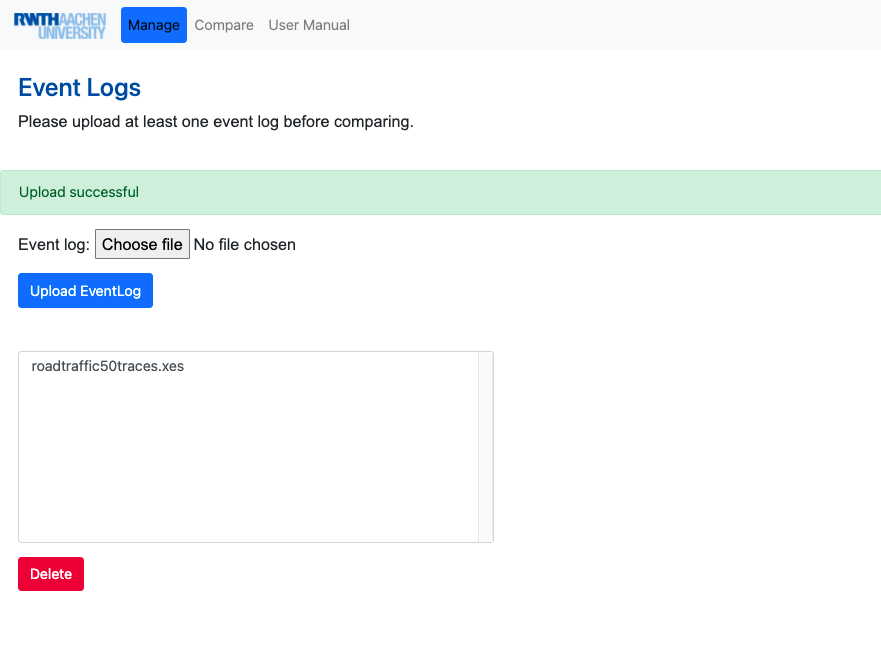 RWTHAACHEN
UNIVERSITY
Manage Compare User Manual
Event Logs
Please upload at least one event log before comparing.
Upload successful
Event log: Choose file No file chosen
Upload EventLog
roadtraffic50traces.xes
Delete